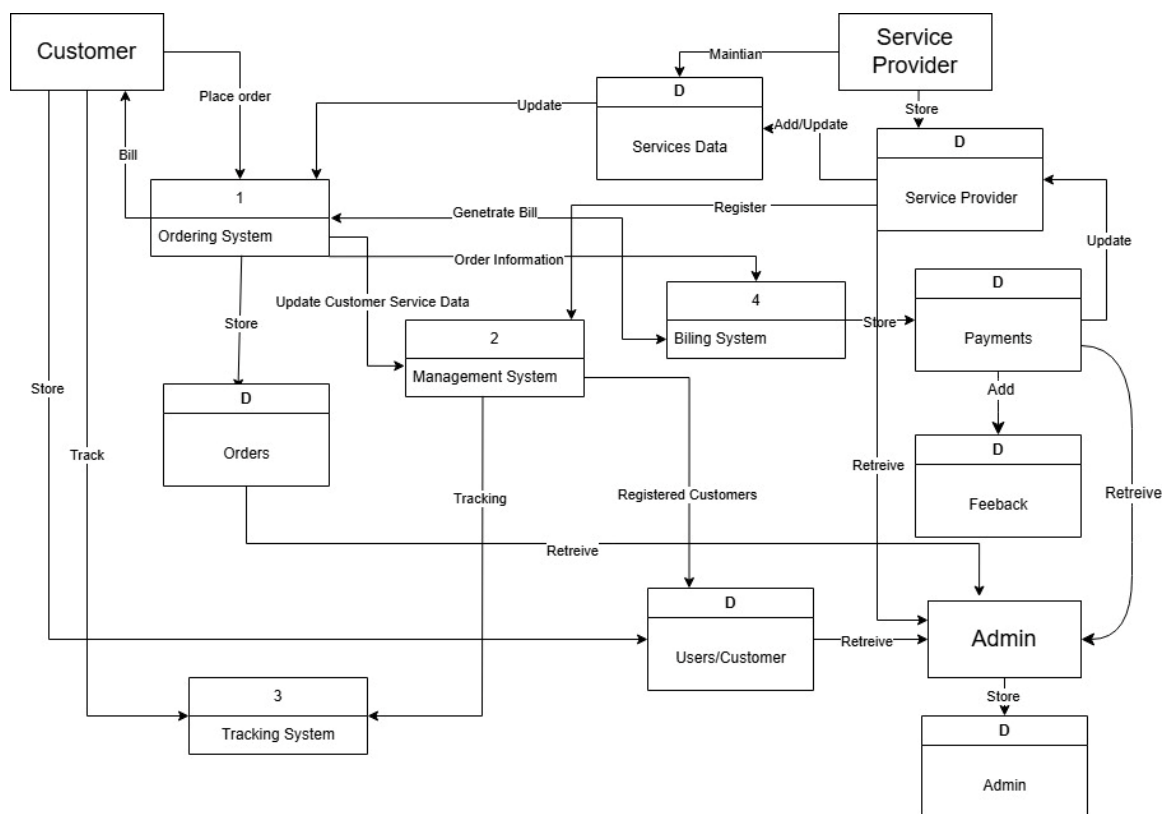 Customer
Service
Provider
Maintian
Place order
D
Services Data
Update
Store
Add/Update
D
Service Provider
Bill
1
Ordering System
Genetrate Bill
Register
Update
Order Information
4
Biling System
Store
D
Payments
Update Customer Service Data
Store
2
Management System
Store
D
Orders
Add
D
Feeback
Track
Retreive
Retreive
Tracking
Registered Customers
Retreive
D
Users/Customer
Retreive
Admin
3
Tracking System
Store
D
Admin